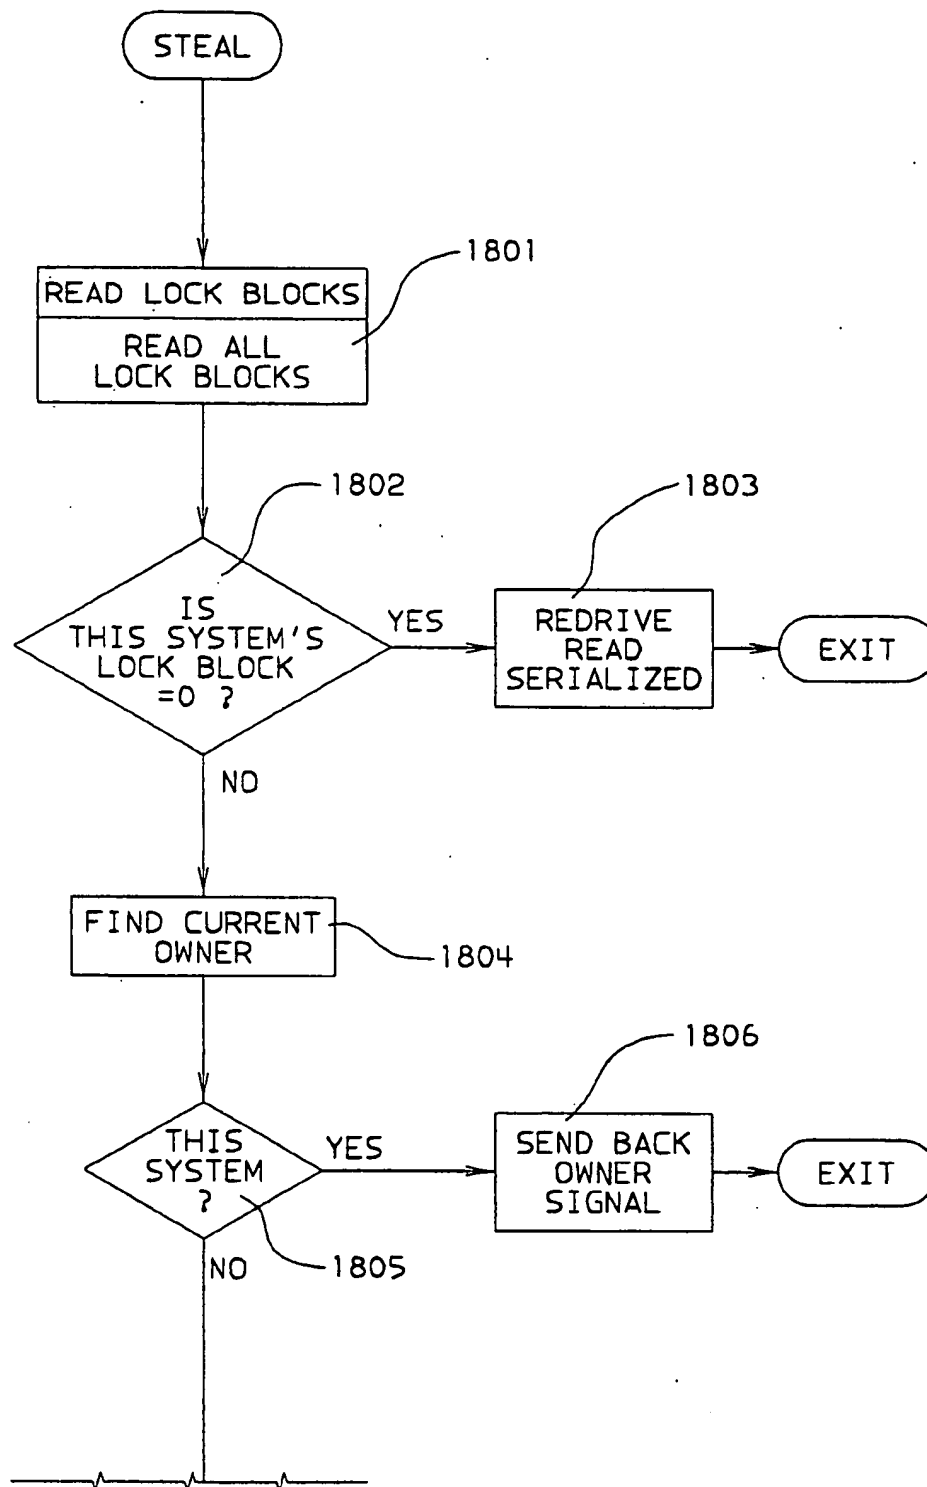 STEAL
1801
READ LOCK BLOCKS
READ ALL
LOCK BLOCKS
1802
1803
IS
THIS SYSTEM'S
LOCK BLOCK
=0 ?
YES
REDRIVE
READ
SERIALIZED
EXIT
NO
FIND CURRENT
OWNER
1804
1806
THIS
SYSTEM
?
YES
SEND BACK
OWNER
SIGNAL
EXIT
1805
NO